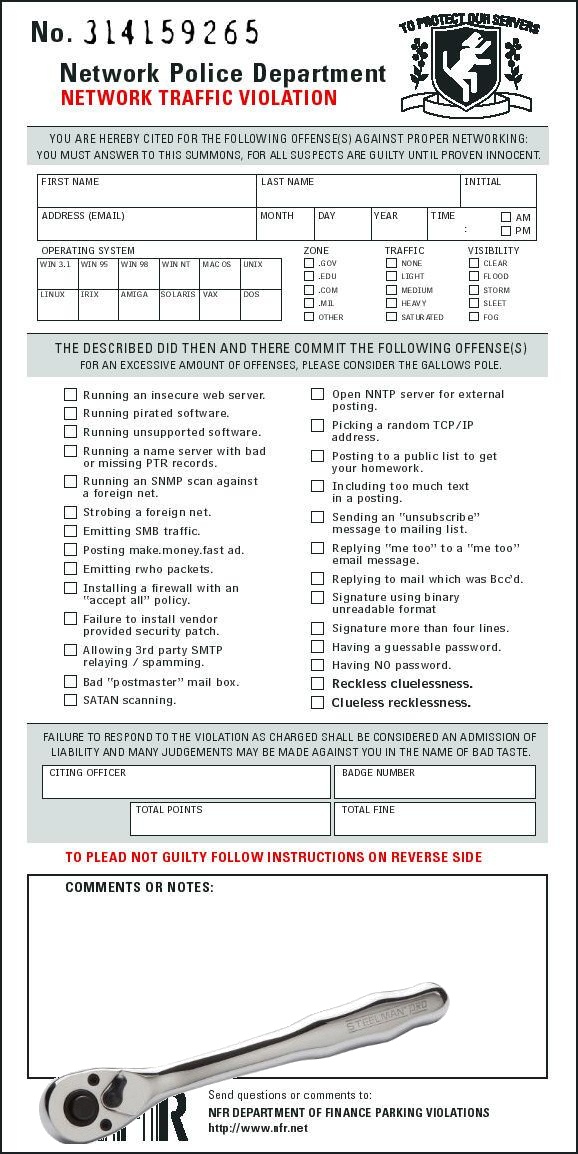 No. 314159265
TO PROTECT OUR SERVERS
Network Police Department
NETWORK TRAFFIC VIOLATION
YOU ARE HEREBY CITED FOR THE FOLLOWING OFFENSE(S) AGAINST PROPER NETWORKING:
YOU MUST ANSWER TO THIS SUMMONS, FOR ALL SUSPECTS ARE GUILTY UNTIL PROVEN INNOCENT.
FIRST NAME LAST NAME INITIAL
ADDRESS (EMAIL) MONTH DAY YEAR TIME : AM
PM
OPERATING SYSTEM ZONE TRAFFIC VISIBILITY
WIN 3.1 WIN 95 WIN 98 WIN NT MAC OS UNIX
LINUX IRIX AMIGA SOLARIS VAX DOS
.GOV NONE CLEAR
.EDU LIGHT FLOOD
.COM MEDIUM STORM
.MIL HEAVY SLEET
OTHER SATURATED FOG
THE DESCRIBED DID THEN AND THERE COMMIT THE FOLLOWING OFFENSE(S)
FOR AN EXCESSIVE AMOUNT OF OFFENSES, PLEASE CONSIDER THE GALLOWS POLE.
Running an insecure web server.
Running pirated software.
Running unsupported software.
Running a name server with bad
or missing PTR records.
Running an SNMP scan against
a foreign net.
Strobing a foreign net.
Emitting SMB traffic.
Posting make.money.fast ad.
Emitting rwho packets.
Installing a firewall with an
"accept all" policy.
Failure to install vendor
provided security patch.
Allowing 3rd party SMTP
relaying / spamming.
Bad "postmaster" mail box.
SATAN scanning.
Open NNTP server for external
posting.
Picking a random TCP/IP
address.
Posting to a public list to get
your homework.
Including too much text
in a posting.
Sending an "unsubscribe"
message to mailing list.
Replying "me too" to a "me too"
email message.
Replying to mail which was Bcc'd.
Signature using binary
unreadable format
Signature more than four lines.
Having a guessable password.
Having NO password.
Reckless cluelessness.
Clueless recklessness.
FAILURE TO RESPOND TO THE VIOLATION AS CHARGED SHALL BE CONSIDERED AN ADMISSION OF
LIABILITY AND MANY JUDGEMENTS MAY BE MADE AGAINST YOU IN THE NAME OF BAD TASTE.
CITING OFFICER BADGE NUMBER
TOTAL POINTS TOTAL FINE
TO PLEAD NOT GUILTY FOLLOW INSTRUCTIONS ON REVERSE SIDE
COMMENTS OR NOTES:
STEELMAN PRO
Send questions or comments to:
NFR DEPARTMENT OF FINANCE PARKING VIOLATIONS
http://www.nfr.net